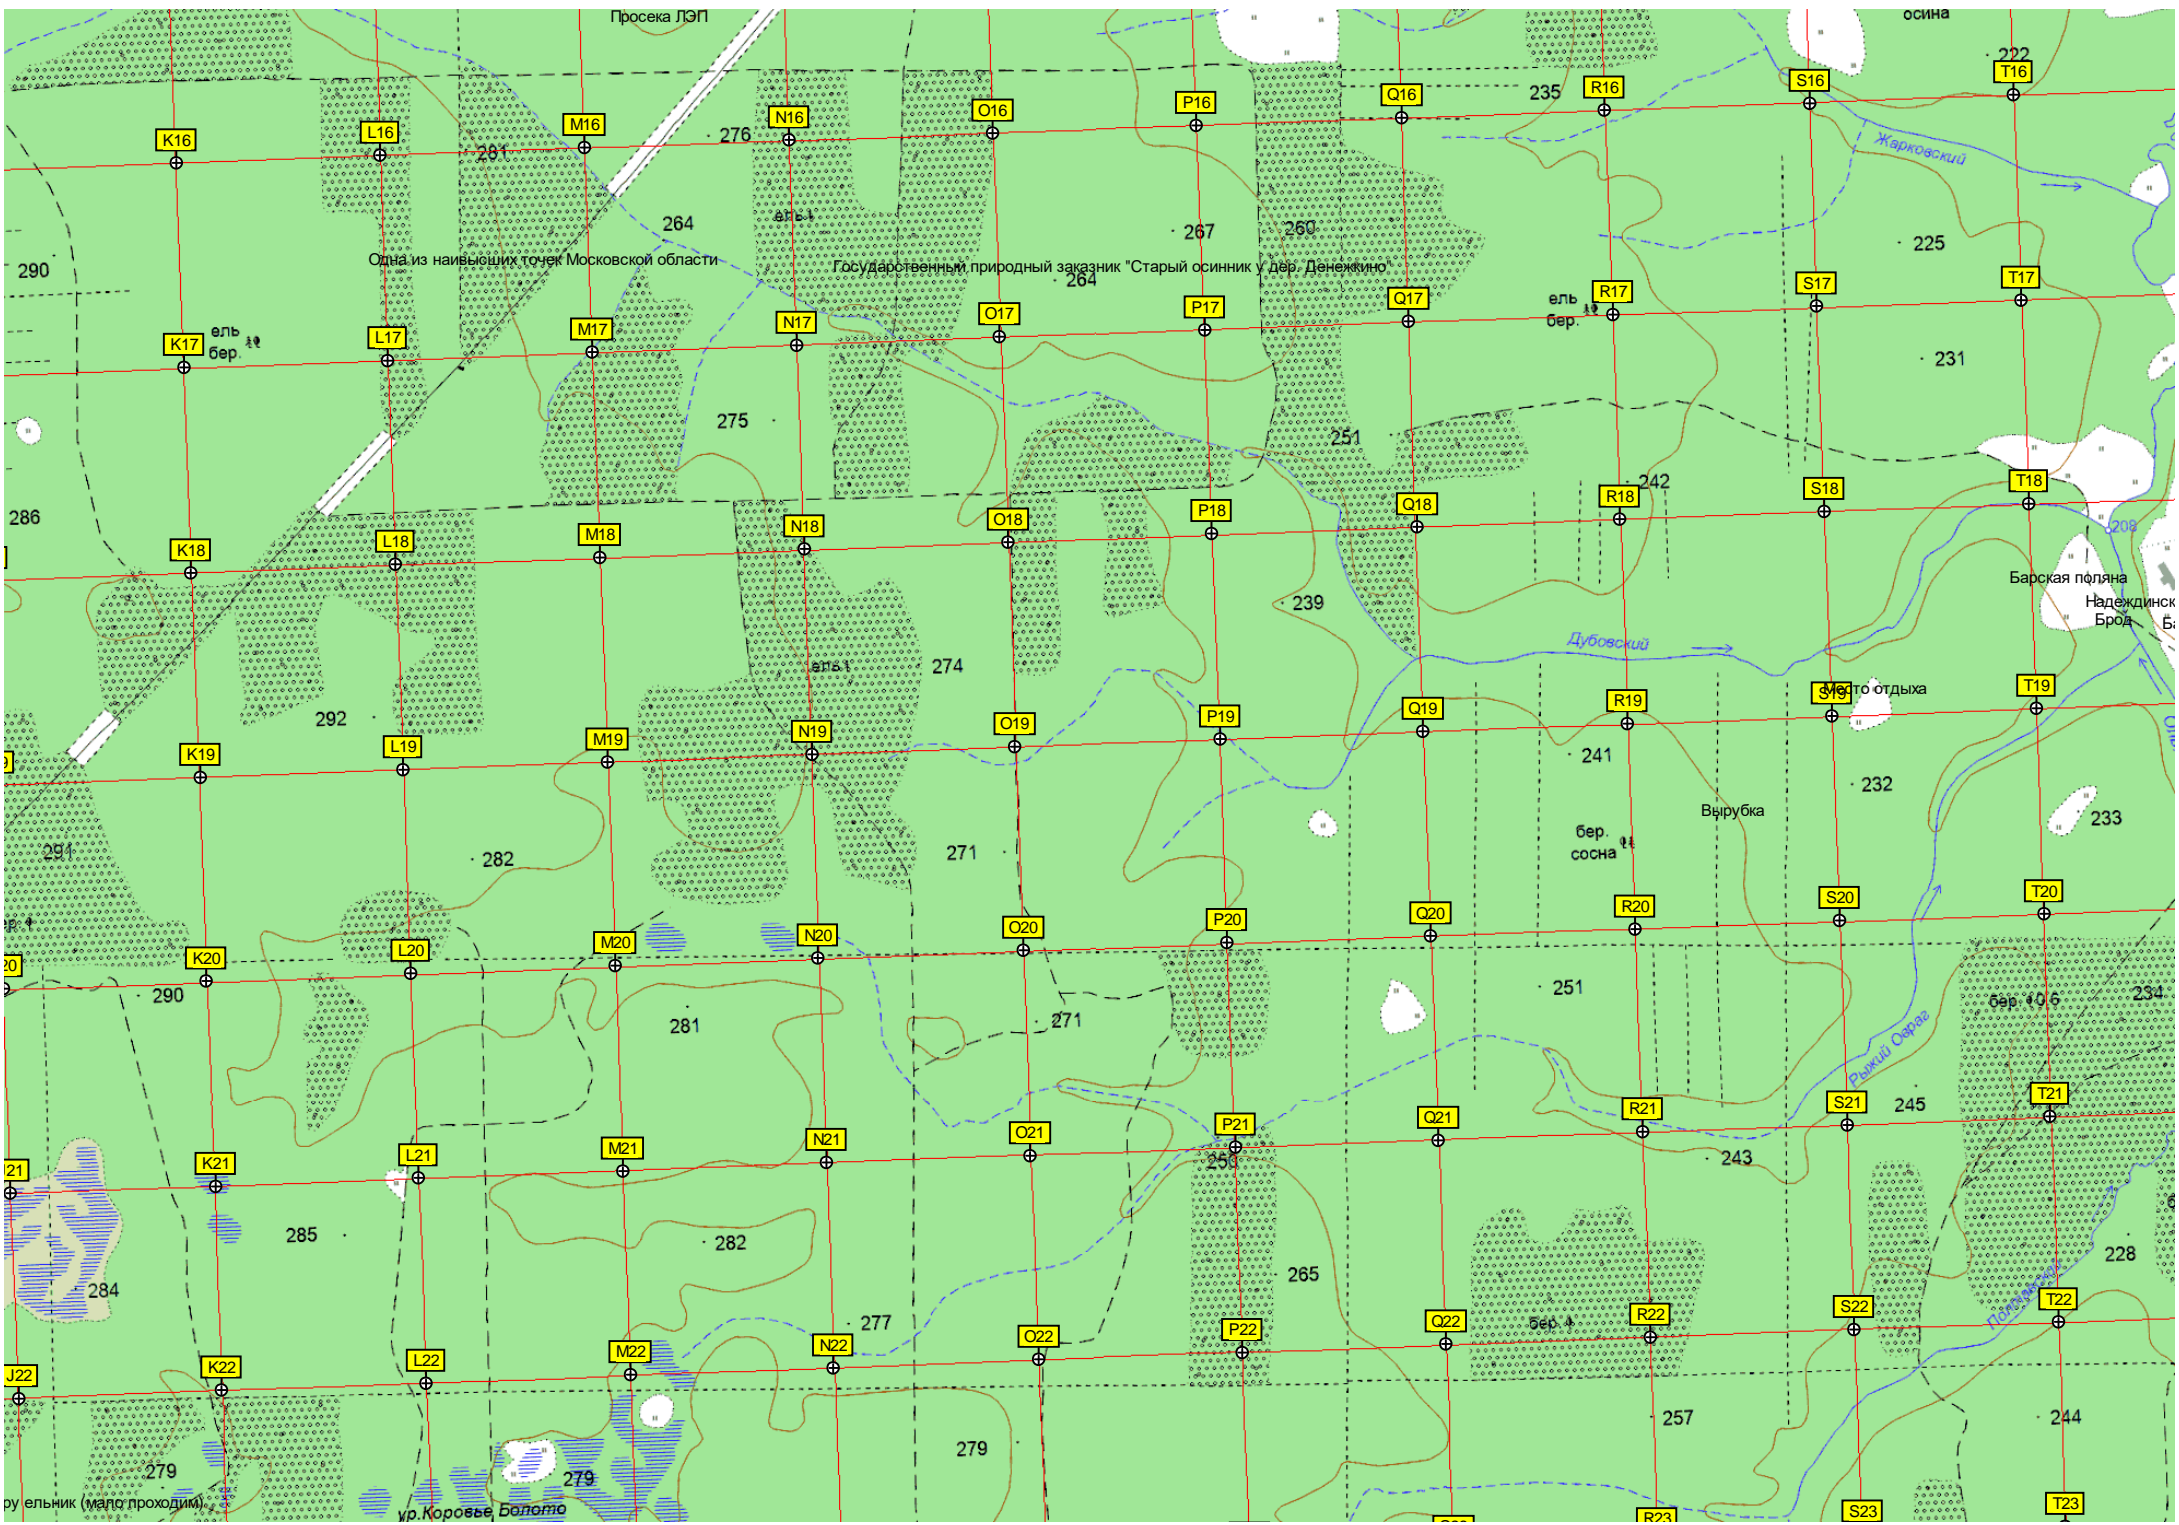 Просека ЛЭП
осина
222
T16
S16
R16
235
Q16
P16
O16
N16
276
M16
281
L16
K16
Жарковский
264
ель
267
260
225
290
Одна из наивысших точек Московской области
Государственный природный заказник "Старый осинник у дер. Денежкино"
264
T17
S17
R17
ель
бер.
Q17
P17
O17
N17
M17
L17
K17
ель
бер.
231
275
251
242
T18
S18
R18
Q18
P18
O18
N18
M18
L18
K18
286
208
Барская поляна
Надеждинск
Брод
239
Дубовский
274
ель
292
T19
S19
Место отдыха
R19
Q19
P19
O19
N19
M19
L19
K19
241
232
Вырубка
233
бер.
сосна
271
282
291
T20
S20
R20
Q20
P20
O20
N20
M20
L20
K20
20
290
251
бер.
0.6
234
281
271
Рыжий Овраг
245
T21
S21
R21
Q21
P21
O21
N21
M21
L21
K21
21
243
285
282
284
265
228
277
T22
S22
R22
бер.
Q22
P22
O22
N22
M22
L22
K22
J22
257
244
279
279
279
ру ельник (мало проходим)
ур.Коровье Болото
R23
S23
T23